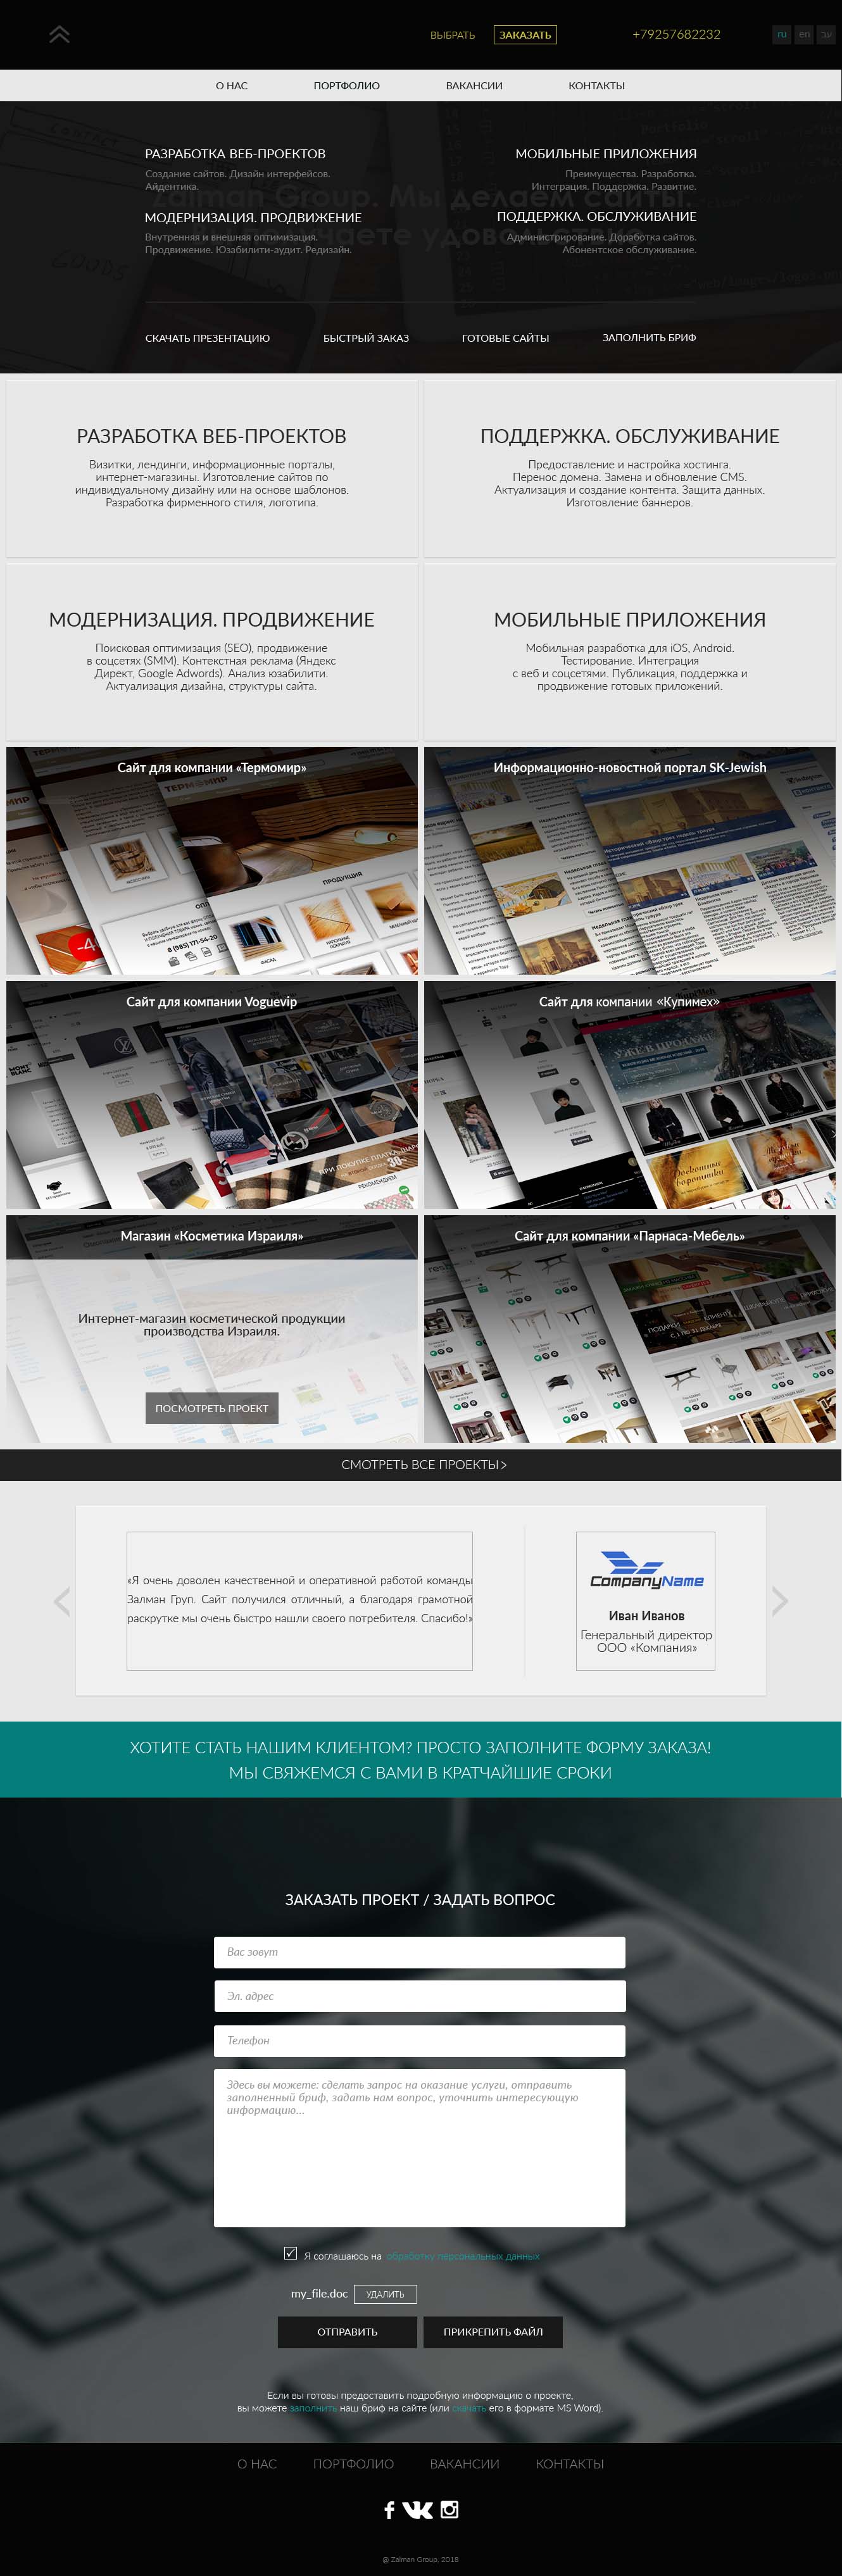 ВЫБРАТЬ
ЗАКАЗАТЬ
+79257682232
ru
en
עב
О НАС
ПОРТФОЛИО
ВАКАНСИИ
КОНТАКТЫ
РАЗРАБОТКА ВЕБ-ПРОЕКТОВ
Создание сайтов. Дизайн интерфейсов.
Айдентика.
МОБИЛЬНЫЕ ПРИЛОЖЕНИЯ
Преимущества. Разработка.
Интеграция. Поддержка. Развитие.
Zalman Group. Мы делаем сайты.
МОДЕРНИЗАЦИЯ. ПРОДВИЖЕНИЕ
Внутренняя и внешняя оптимизация.
Продвижение. Юзабилити-аудит. Редизайн.
ПОДДЕРЖКА. ОБСЛУЖИВАНИЕ
Администрирование. Доработка сайтов.
Абонентское обслуживание.
удовольствие
СКАЧАТЬ ПРЕЗЕНТАЦИЮ
БЫСТРЫЙ ЗАКАЗ
ГОТОВЫЕ САЙТЫ
ЗАПОЛНИТЬ БРИФ
РАЗРАБОТКА ВЕБ-ПРОЕКТОВ
Визитки, лендинги, информационные порталы,
интернет-магазины. Изготовление сайтов по
индивидуальному дизайну или на основе шаблонов.
Разработка фирменного стиля, логотипа.
ПОДДЕРЖКА. ОБСЛУЖИВАНИЕ
Предоставление и настройка хостинга.
Перенос домена. Замена и обновление CMS.
Актуализация и создание контента. Защита данных.
Изготовление баннеров.
МОДЕРНИЗАЦИЯ. ПРОДВИЖЕНИЕ
Поисковая оптимизация (SEO), продвижение
в соцсетях (SMM). Контекстная реклама (Яндекс
Директ, Google Adwords). Анализ юзабилити.
Актуализация дизайна, структуры сайта.
МОБИЛЬНЫЕ ПРИЛОЖЕНИЯ
Мобильная разработка для iOS, Android.
Тестирование. Интеграция
с веб и соцсетями. Публикация, поддержка и
продвижение готовых приложений.
Сайт для компании «Термомир»
ПРОДУКЦИЯ
8 (985) 171-54-20
ФАСАД
Информационно-новостной портал SK-Jewish
Сайт для компании Voguevip
MONT BLANC
Сайт для компании «Купимех»
УЖЕ В ПРОДАЖЕ
Магазин «Косметика Израиля»
Интернет-магазин косметической продукции
производства Израиля.
ПОСМОТРЕТЬ ПРОЕКТ
Сайт для компании «Парнаса-Мебель»
СМОТРЕТЬ ВСЕ ПРОЕКТЫ >
«Я очень доволен качественной и оперативной работой команды
Залман Груп. Сайт получился отличный, а благодаря грамотной
раскрутке мы очень быстро нашли своего потребителя. Спасибо!»
CompanyName
Иван Иванов
Генеральный директор
ООО «Компания»
ХОТИТЕ СТАТЬ НАШИМ КЛИЕНТОМ? ПРОСТО ЗАПОЛНИТЕ ФОРМУ ЗАКАЗА!
МЫ СВЯЖЕМСЯ С ВАМИ В КРАТЧАЙШИЕ СРОКИ
ЗАКАЗАТЬ ПРОЕКТ / ЗАДАТЬ ВОПРОС
Вас зовут
Эл. адрес
Телефон
Здесь вы можете: сделать запрос на оказание услуги, отправить
заполненный бриф, задать нам вопрос, уточнить интересующую
информацию...
Я соглашаюсь на обработку персональных данных
my_file.doc
УДАЛИТЬ
ОТПРАВИТЬ
ПРИКРЕПИТЬ ФАЙЛ
Если вы готовы предоставить подробную информацию о проекте,
вы можете заполнить наш бриф на сайте (или скачать его в формате MS Word).
О НАС
ПОРТФОЛИО
ВАКАНСИИ
КОНТАКТЫ
@ Zalman Group, 2018